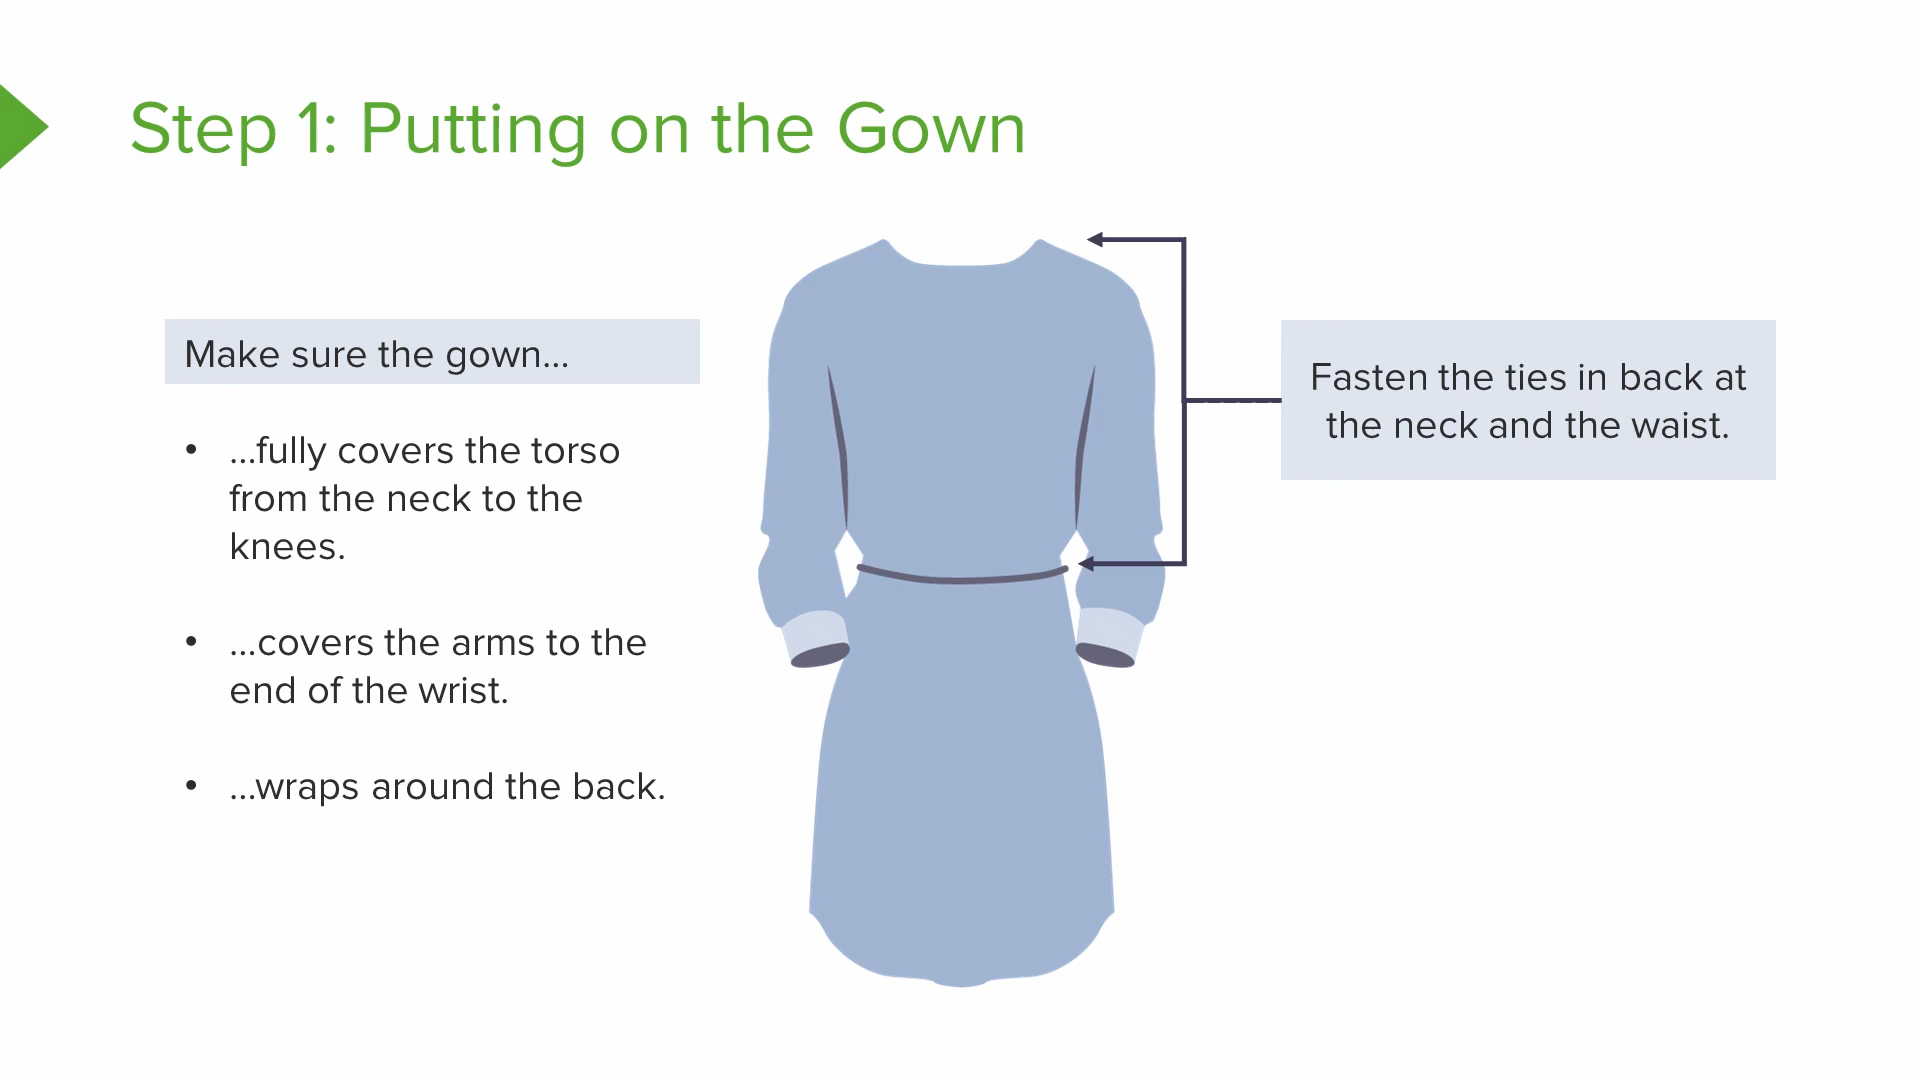 Step 1: Putting on the Gown
Make sure the gown...
• ...fully covers the torso
from the neck to the
knees.
• ...covers the arms to the
end of the wrist.
• ...wraps around the back.
Fasten the ties in back at
the neck and the waist.